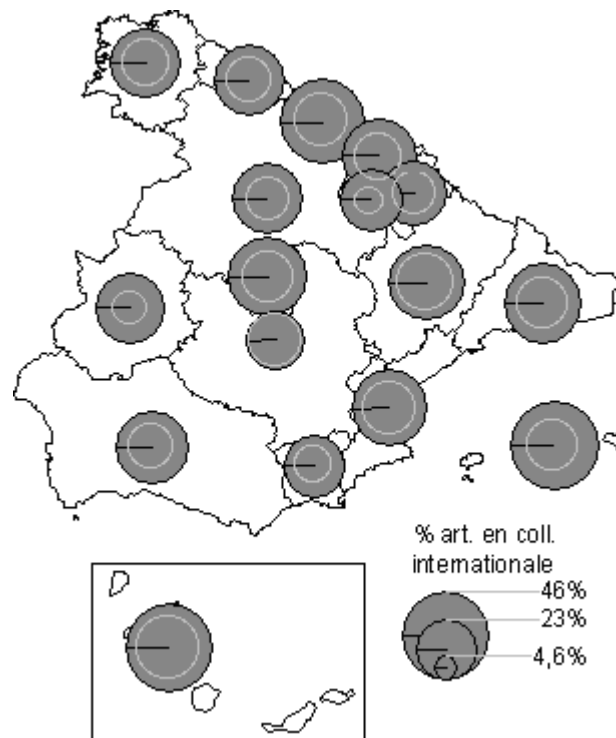 % art. en coll.
internationale
46%
23%
4,6%